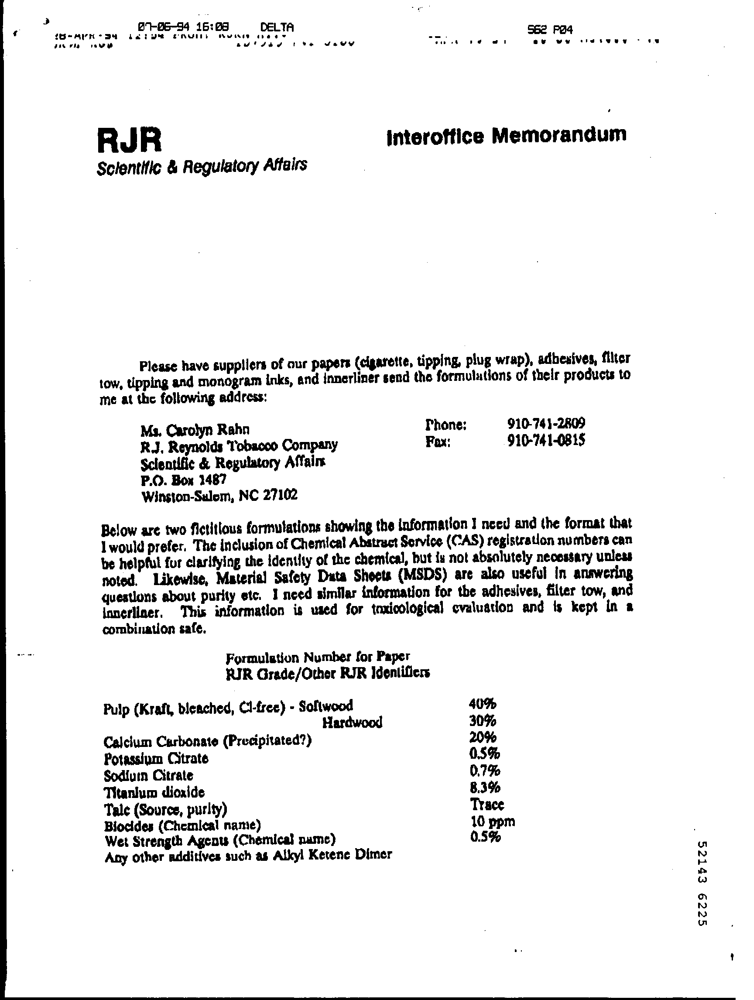 07-06-94 16:08 DELTA 562 P04
RJR
Interoffice Memorandum
Scientific & Regulatory Affairs
Please have suppliers of our papers (cigarette, tipping, plug wrap), adhesives, filter
tow, tipping and monogram inks, and innerliner send the formulations of their products to
me at the following address:
Ms. Carolyn Rahn Phone: 910-741-2809
R.J. Reynolds Tobacco Company Fax: 910-741-0815
Scientific & Regulatory Affairs
P.O. Box 1487
Winston-Salem, NC 27102
Below are two fictitious formulations showing the information I need and the format that
I would prefer. The inclusion of Chemical Abstract Service (CAS) registration numbers can
be helpful for clarifying the identity of the chemical, but is not absolutely necessary unless
noted. Likewise, Material Safety Data Sheets (MSDS) are also useful in answering
questions about purity etc. I need similar information for the adhesives, filter tow, and
innerliner. This information is used for toxicological evaluation and is kept in a
combination safe.
Formulation Number for Paper
RJR Grade/Other RJR Identifiers
Pulp (Kraft, bleached, Cl-free) - Softwood 40%
Hardwood 30%
Calcium Carbonate (Precipitated?) 20%
Potassium Citrate 0.5%
Sodium Citrate 0.7%
Titanium dioxide 8.3%
Talc (Source, purity) Trace
Biocides (Chemical name) 10 ppm
Wet Strength Agents (Chemical name) 0.5%
Any other additives such as Alkyl Ketene Dimer
52143 6225